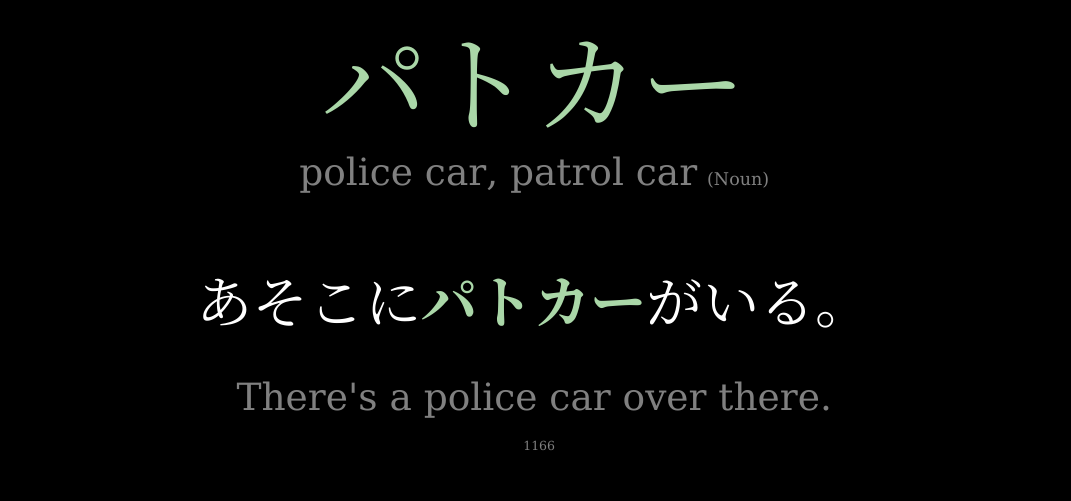 パトカー
police car, patrol car (Noun)
あそこにパトカーがいる。
There's a police car over there.
1166